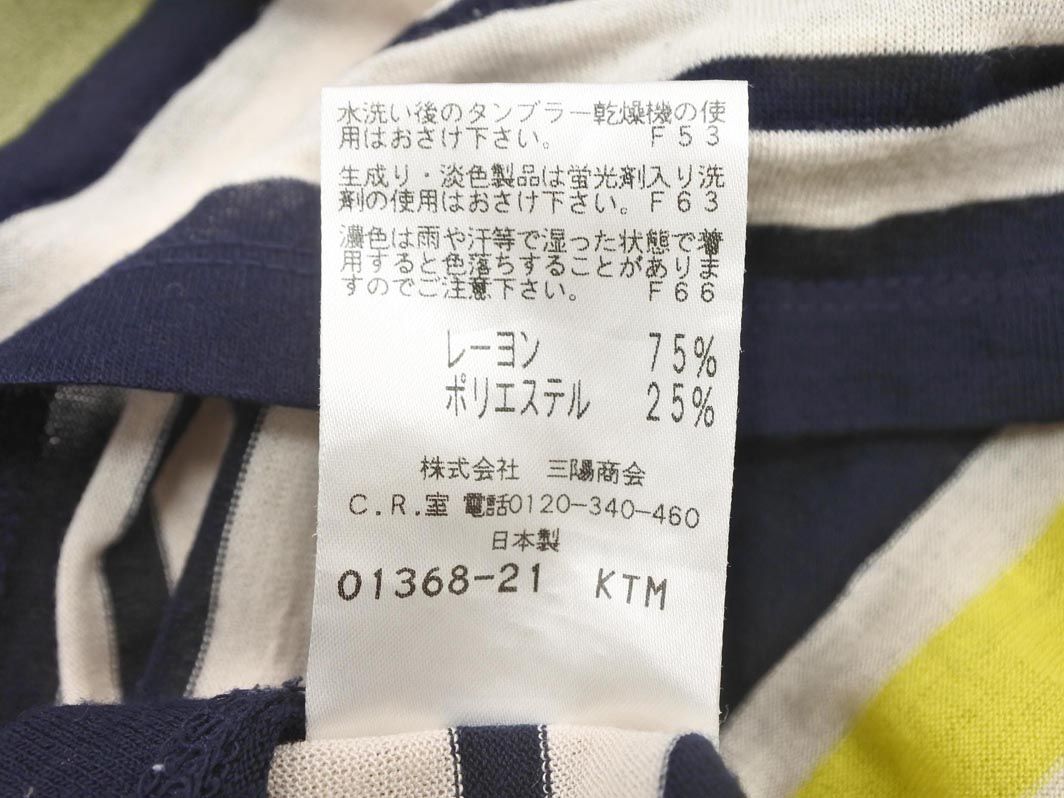 水洗い後のタンブラー乾燥機の使
用はおさけ下さい。 F53
生成り・淡色製品は蛍光剤入り洗
剤の使用はおさけ下さい。F63
濃色は雨や汗等で湿った状態で着
用すると色落ちすることがありま
すのでご注意下さい。 F66
レーヨン 75%
ポリエステル 25%
株式会社 三陽商会
C.R.室 電話0120-340-460
日本製
01368-21 KTM